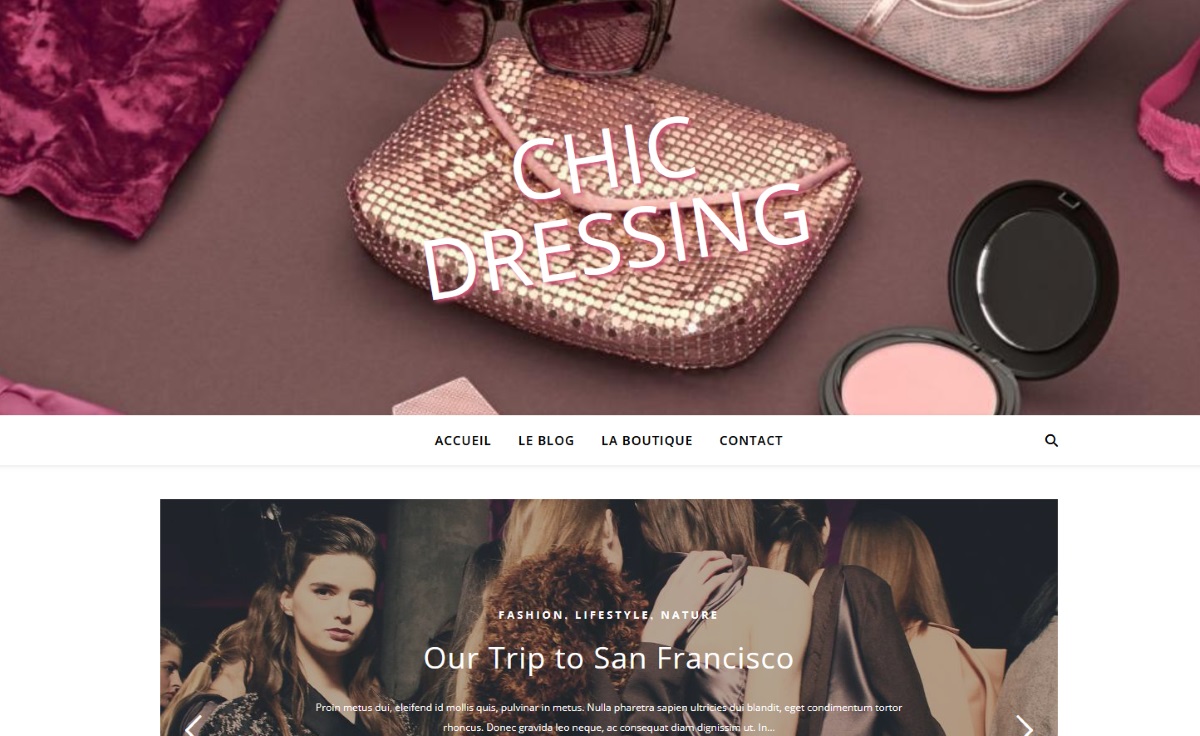 CHIC
DRESSING
ACCUEIL LE BLOG LA BOUTIQUE CONTACT
FASHION, LIFESTYLE, NATURE
Our Trip to San Francisco
Proin metus dui, eleifend id mollis quis, pulvinar in metus. Nulla pharetra sapien ultricies dui blandit, eget condimentum tortor
rhoncus. Donec gravida leo neque, ac consequat diam dignissim ut. In...